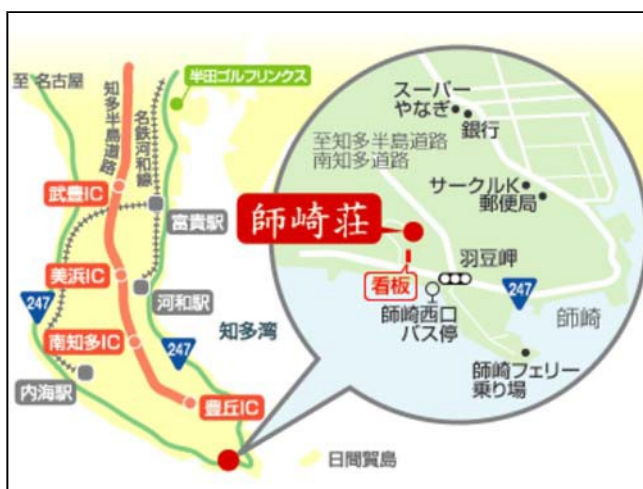 至 名古屋
半田ゴルフリンクス
知多半島道路
名鉄河和線
武豊IC
富貴駅
美浜IC
河和駅
247
南知多IC
247
内海駅
豊丘IC
知多湾
日間賀島
スーパー
やなぎ
銀行
至知多半島道路
南知多道路
サークルK
郵便局
師崎荘
看板
羽豆岬
師崎西口
バス停
247
師崎
師崎フェリー
乗り場